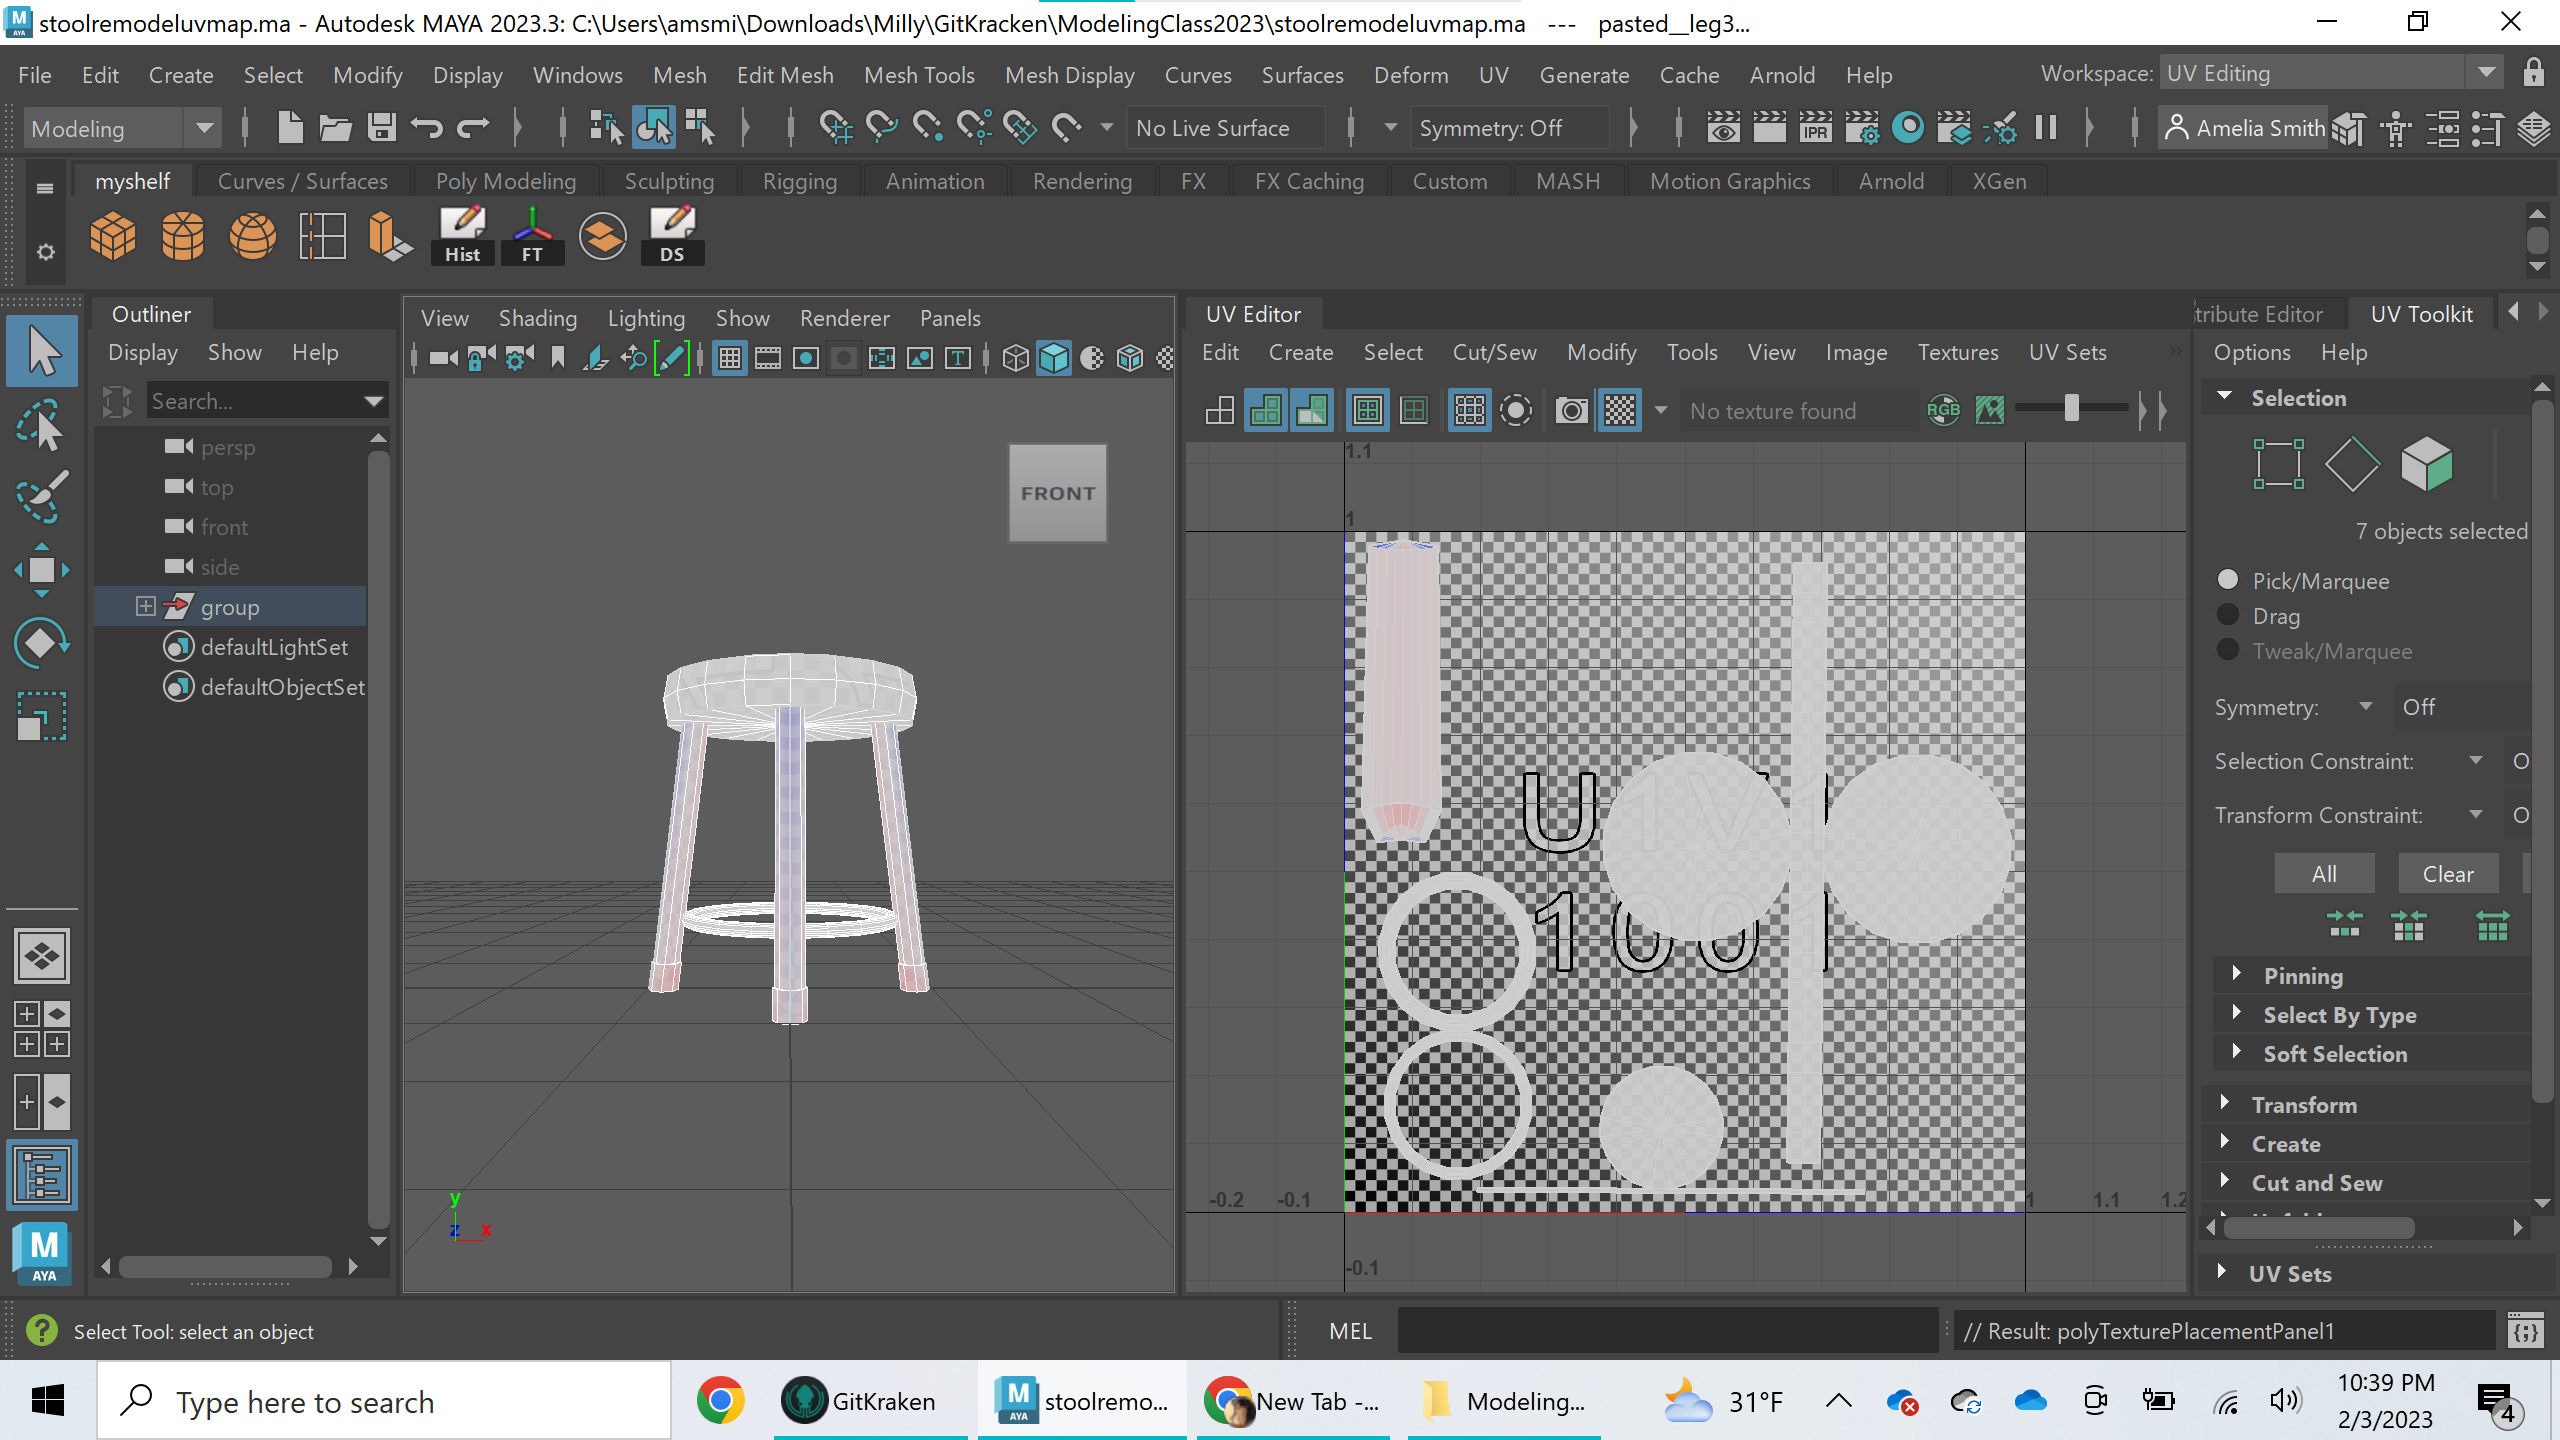 stoolremodeluvmap.ma - Autodesk MAYA 2023.3: C:\Users\amsmi\Downloads\Milly\GitKracken\ModelingClass2023\stoolremodeluvmap.ma --- pasted__leg3...
File Edit Create Select Modify Display Windows Mesh Edit Mesh Mesh Tools Mesh Display Curves Surfaces Deform UV Generate Cache Arnold Help Workspace: UV Editing
Modeling No Live Surface Symmetry: Off IPR Amelia Smith
myshelf Curves / Surfaces Poly Modeling Sculpting Rigging Animation Rendering FX FX Caching Custom MASH Motion Graphics Arnold XGen
Hist FT DS
Outliner
Display Show Help
Search...
persp
top
front
side
group
defaultLightSet
defaultObjectSet
View Shading Lighting Show Renderer Panels
FRONT
y
z x
UV Editor
Edit Create Select Cut/Sew Modify Tools View Image Textures UV Sets
No texture found RGB
1.1
1
U1V1
1001
-0.2 -0.1 1 1.1 1.2
-0.1
tribute Editor UV Toolkit
Options Help
Selection
7 objects selected
Pick/Marquee
Drag
Tweak/Marquee
Symmetry: Off
Selection Constraint: O
Transform Constraint: O
All Clear
Pinning
Select By Type
Soft Selection
Transform
Create
Cut and Sew
UV Sets
M
AYA
Select Tool: select an object
MEL
// Result: polyTexturePlacementPanel1
Type here to search
GitKraken
stoolremo...
New Tab -...
Modeling...
31°F
10:39 PM
2/3/2023
4